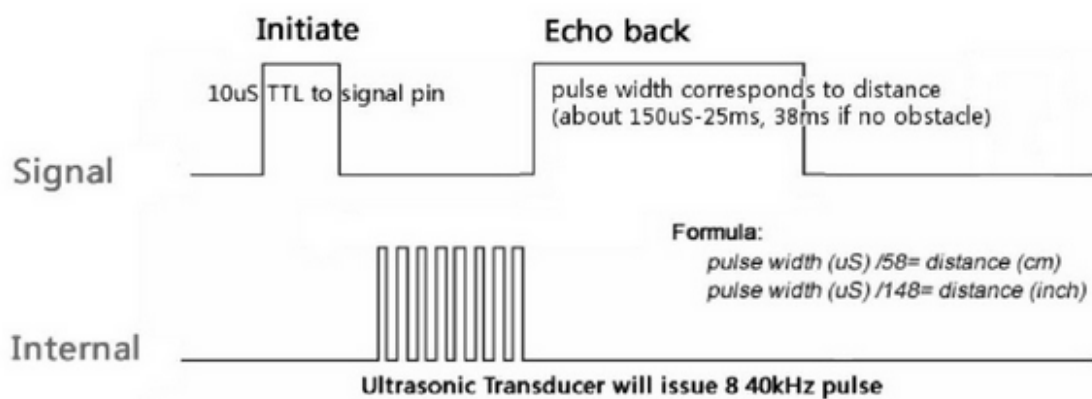 Initiate
Echo back
10uS TTL to signal pin
pulse width corresponds to distance
(about 150uS-25ms, 38ms if no obstacle)
Signal
Formula:
pulse width (uS) /58= distance (cm)
pulse width (uS) /148= distance (inch)
Internal
Ultrasonic Transducer will issue 8 40kHz pulse